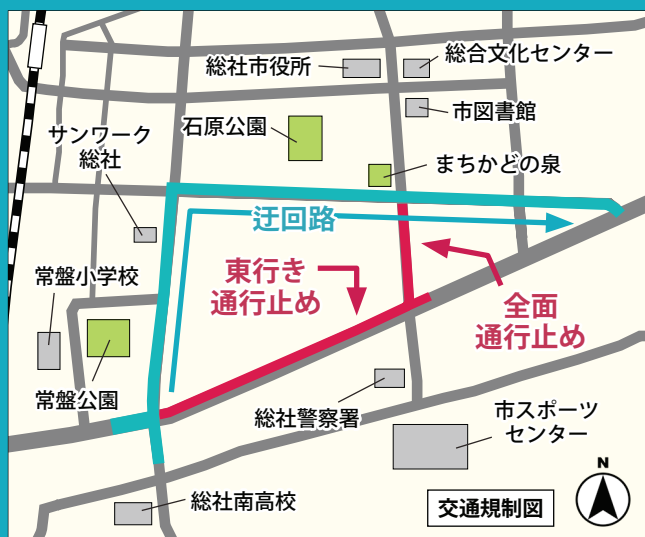 総社市役所
総合文化センター
市図書館
石原公園
サンワーク
総社
まちかどの泉
迂回路
東行き
通行止め
全面
通行止め
常盤小学校
常盤公園
総社警察署
市スポーツ
センター
総社南高校
交通規制図
N